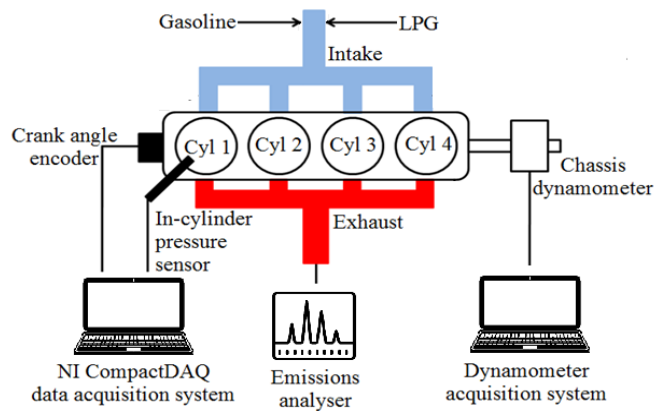 Gasoline
LPG
Intake
Crank angle
encoder
Cyl 1
Cyl 2
Cyl 3
Cyl 4
Chassis
dynamometer
In-cylinder
pressure
sensor
Exhaust
NI CompactDAQ
data acquisition system
Emissions
analyser
Dynamometer
acquisition system